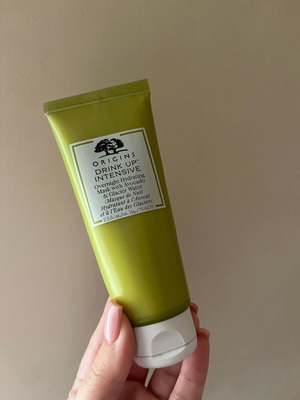 ORIGINS
DRINK UP™
INTENSIVE
Overnight Hydrating
Mask with Avocado
& Glacier Water
(Masque de Nuit
Hydratant à l'Avocat
et à l'Eau des Glaciers)